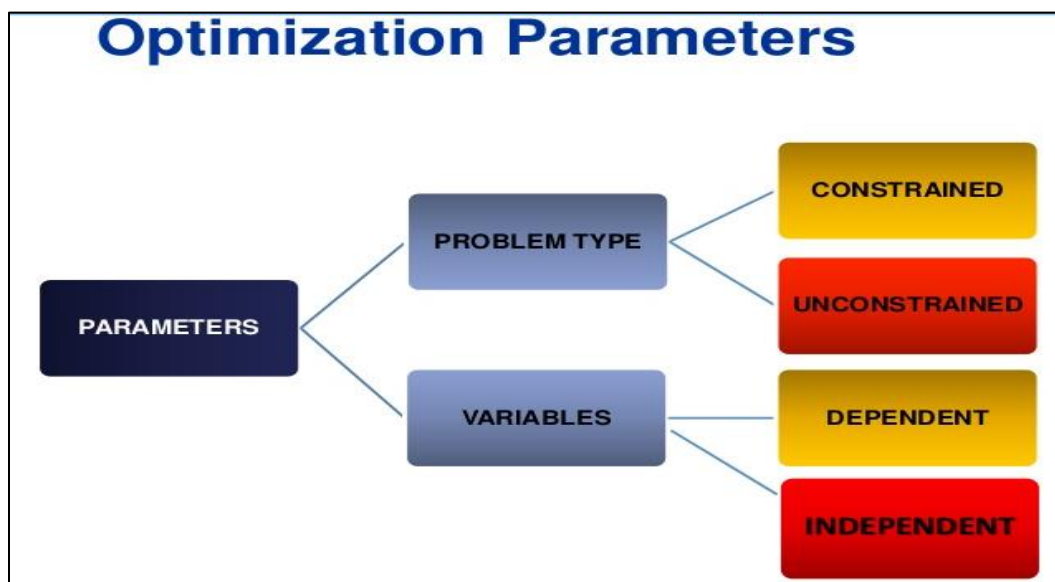 Optimization Parameters
CONSTRAINED
PROBLEM TYPE
UNCONSTRAINED
PARAMETERS
VARIABLES
DEPENDENT
INDEPENDENT